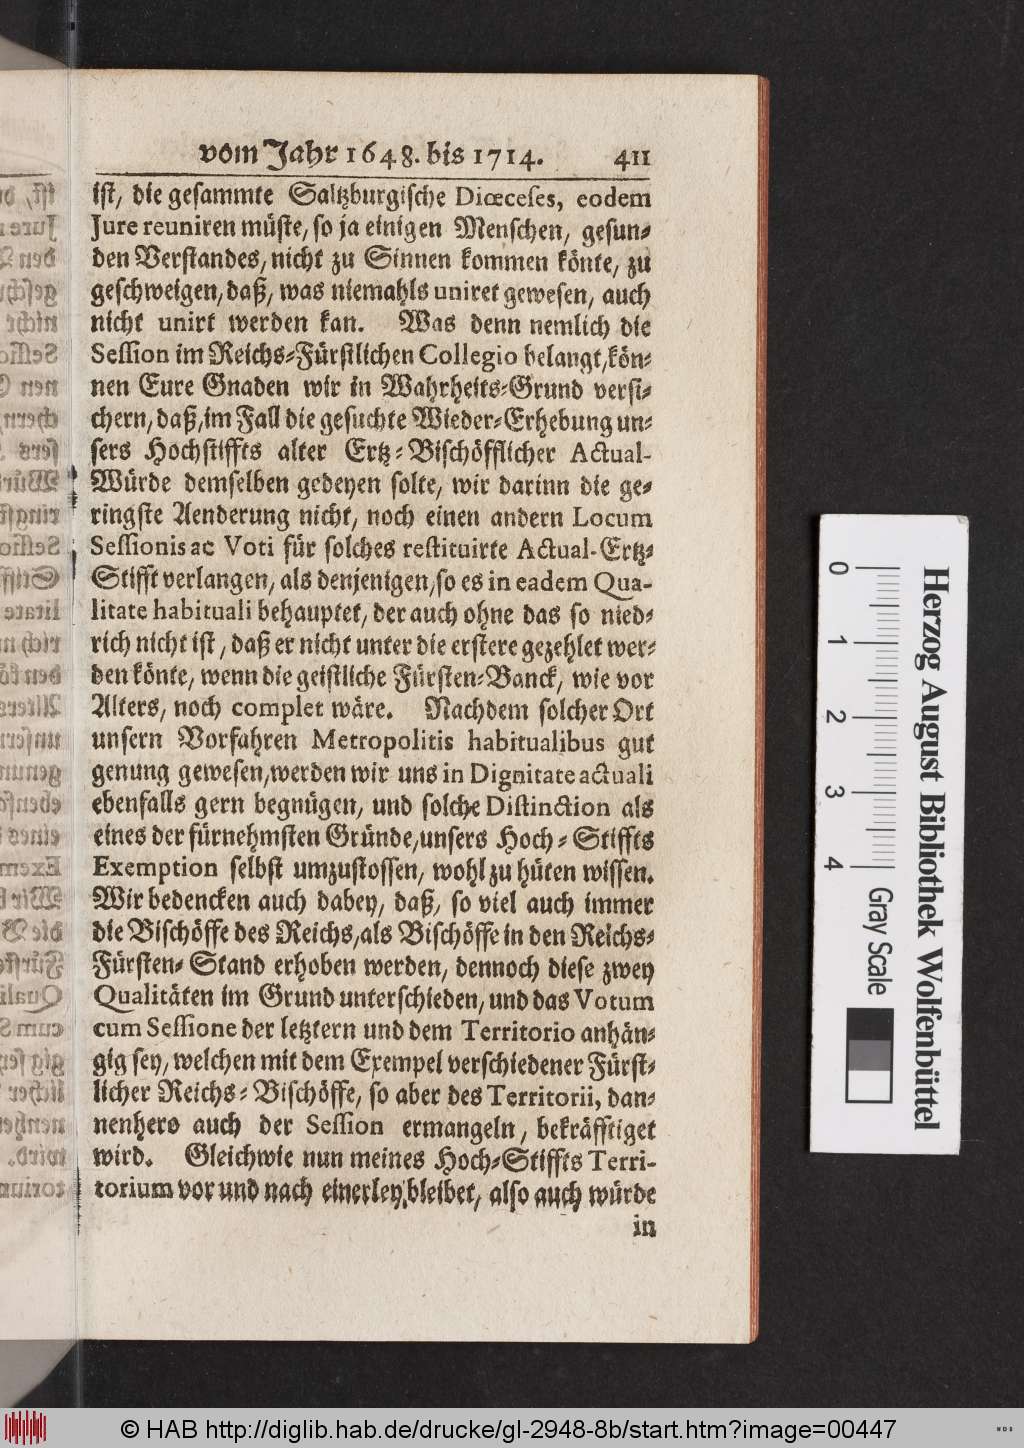 vom Jahr 1648. bis 1714. 411
ist, die gesammte Saltzburgische Diœceses, eodem
Jure reuniren müste, so ja einigen Menschen, gesun-
den Verstandes, nicht zu Sinnen kommen könte, zu
geschweigen, daß, was niemahls uniret gewesen, auch
nicht unirt werden kan. Was denn nemlich die
Session im Reichs-Fürstlichen Collegio belangt, kön-
nen Eure Gnaden wir in Wahrheits-Grund versi-
chern, daß, im Fall die gesuchte Wieder-Erhebung un-
sers Hochstiffts alter Ertz-Bischöfflicher Actual-
Würde demselben gedeyen solte, wir darinn die ge-
ringste Aenderung nicht, noch einen andern Locum
Sessionis ac Voti für solches restituirte Actual-Ertz-
Stifft verlangen, als denjenigen, so es in eadem Qua-
litate habituali behauptet, der auch ohne das so nied-
rich nicht ist, daß er nicht unter die erstere gezehlet wer-
den könte, wenn die geistliche Fürsten-Banck, wie vor
Alters, noch complet wäre. Nachdem solcher Ort
unsern Vorfahren Metropolitis habitualibus gut
genung gewesen, werden wir uns in Dignitate actuali
ebenfalls gern begnügen, und solche Distinction als
eines der fürnehmsten Gründe, unsers Hoch-Stiffts
Exemption selbst umzustossen, wohl zu hüten wissen.
Wir bedencken auch dabey, daß, so viel auch immer
die Bischöffe des Reichs, als Bischöffe in den Reichs-
Fürsten-Stand erhoben werden, dennoch diese zwey
Qualitäten im Grund unterschieden, und das Votum
cum Sessione der letztern und dem Territorio anhän-
gig sey, welchen mit dem Exempel verschiedener Fürst-
licher Reichs-Bischöffe, so aber des Territorii, dan-
nenhero auch der Session ermangeln, bekräfftiget
wird. Gleichwie nun meines Hoch-Stiffts Terri-
torium vor und nach einerley bleibet, also auch würde
in
0 1 2 3 4
Gray Scale
Herzog August Bibliothek Wolfenbüttel
© HAB http://diglib.hab.de/drucke/gl-2948-8b/start.htm?image=00447